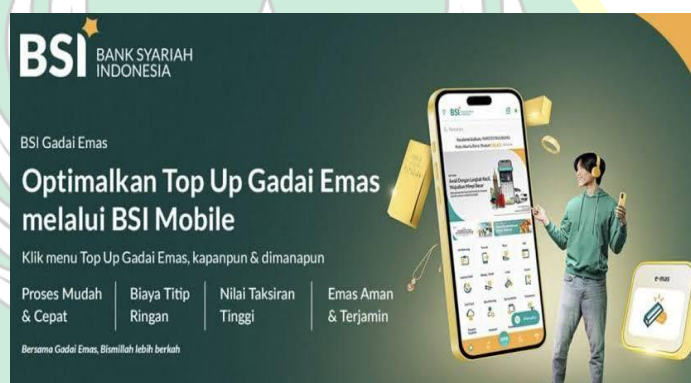 BSI BANK SYARIAH
INDONESIA
BSI Gadai Emas
Optimalkan Top Up Gadai Emas
melalui BSI Mobile
Klik menu Top Up Gadai Emas, kapanpun & dimanapun
Proses Mudah
& Cepat
Biaya Titip
Ringan
Nilai Taksiran
Tinggi
Emas Aman
& Terjamin
Bersama Gadai Emas, Bismillah lebih berkah
BSI
e-mas